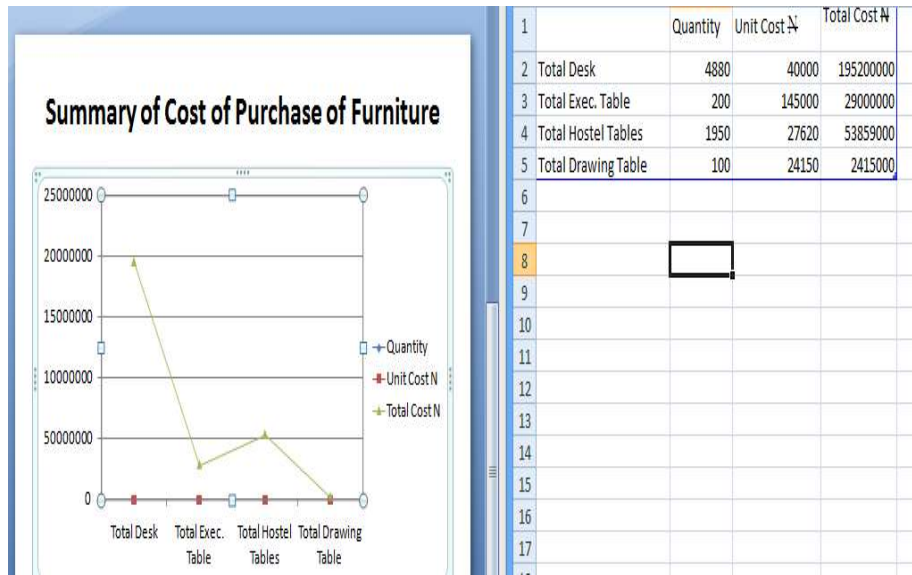 Summary of Cost of Purchase of Furniture
25000000
20000000
15000000
10000000
50000000
0
Total Desk Total Exec. Table Total Hostel Tables Total Drawing Table
Quantity
Unit Cost N
Total Cost N
1 Quantity Unit Cost N Total Cost N
2 Total Desk 4880 40000 195200000
3 Total Exec. Table 200 145000 29000000
4 Total Hostel Tables 1950 27620 53859000
5 Total Drawing Table 100 24150 2415000
6
7
8
9
10
11
12
13
14
15
16
17